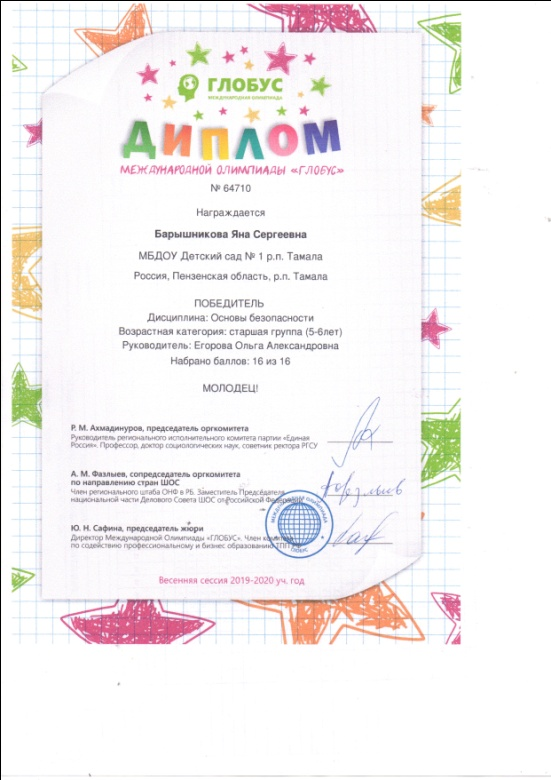 ГЛОБУС
МЕЖДУНАРОДНАЯ ОЛИМПИАДА
ДИПЛОМ
МЕЖДУНАРОДНОЙ ОЛИМПИАДЫ «ГЛОБУС»
№ 64710
Награждается
Барышникова Яна Сергеевна
МБДОУ Детский сад № 1 р.п. Тамала
Россия, Пензенская область, р.п. Тамала
ПОБЕДИТЕЛЬ
Дисциплина: Основы безопасности
Возрастная категория: старшая группа (5-6лет)
Руководитель: Егорова Ольга Александровна
Набрано баллов: 16 из 16
МОЛОДЕЦ!
Р. М. Ахмадинуров, председатель оргкомитета
Руководитель регионального исполнительного комитета партии «Единая
Россия». Профессор, доктор социологических наук, советник ректора РГСУ
А. М. Фазлыев, сопредседатель оргкомитета
по направлению стран ШОС
Член регионального штаба ОНФ в РБ. Заместитель Председателя
национальной части Делового Совета ШОС от Российской Федерации
Ю. Н. Сафина, председатель жюри
Директор Международной Олимпиады «ГЛОБУС». Член комитета
по содействию профессиональному и бизнес образованию ТПП РФ
МЕЖДУНАРОДНАЯ ОЛИМПИАДА
ГЛОБУС
Весенняя сессия 2019-2020 уч. год